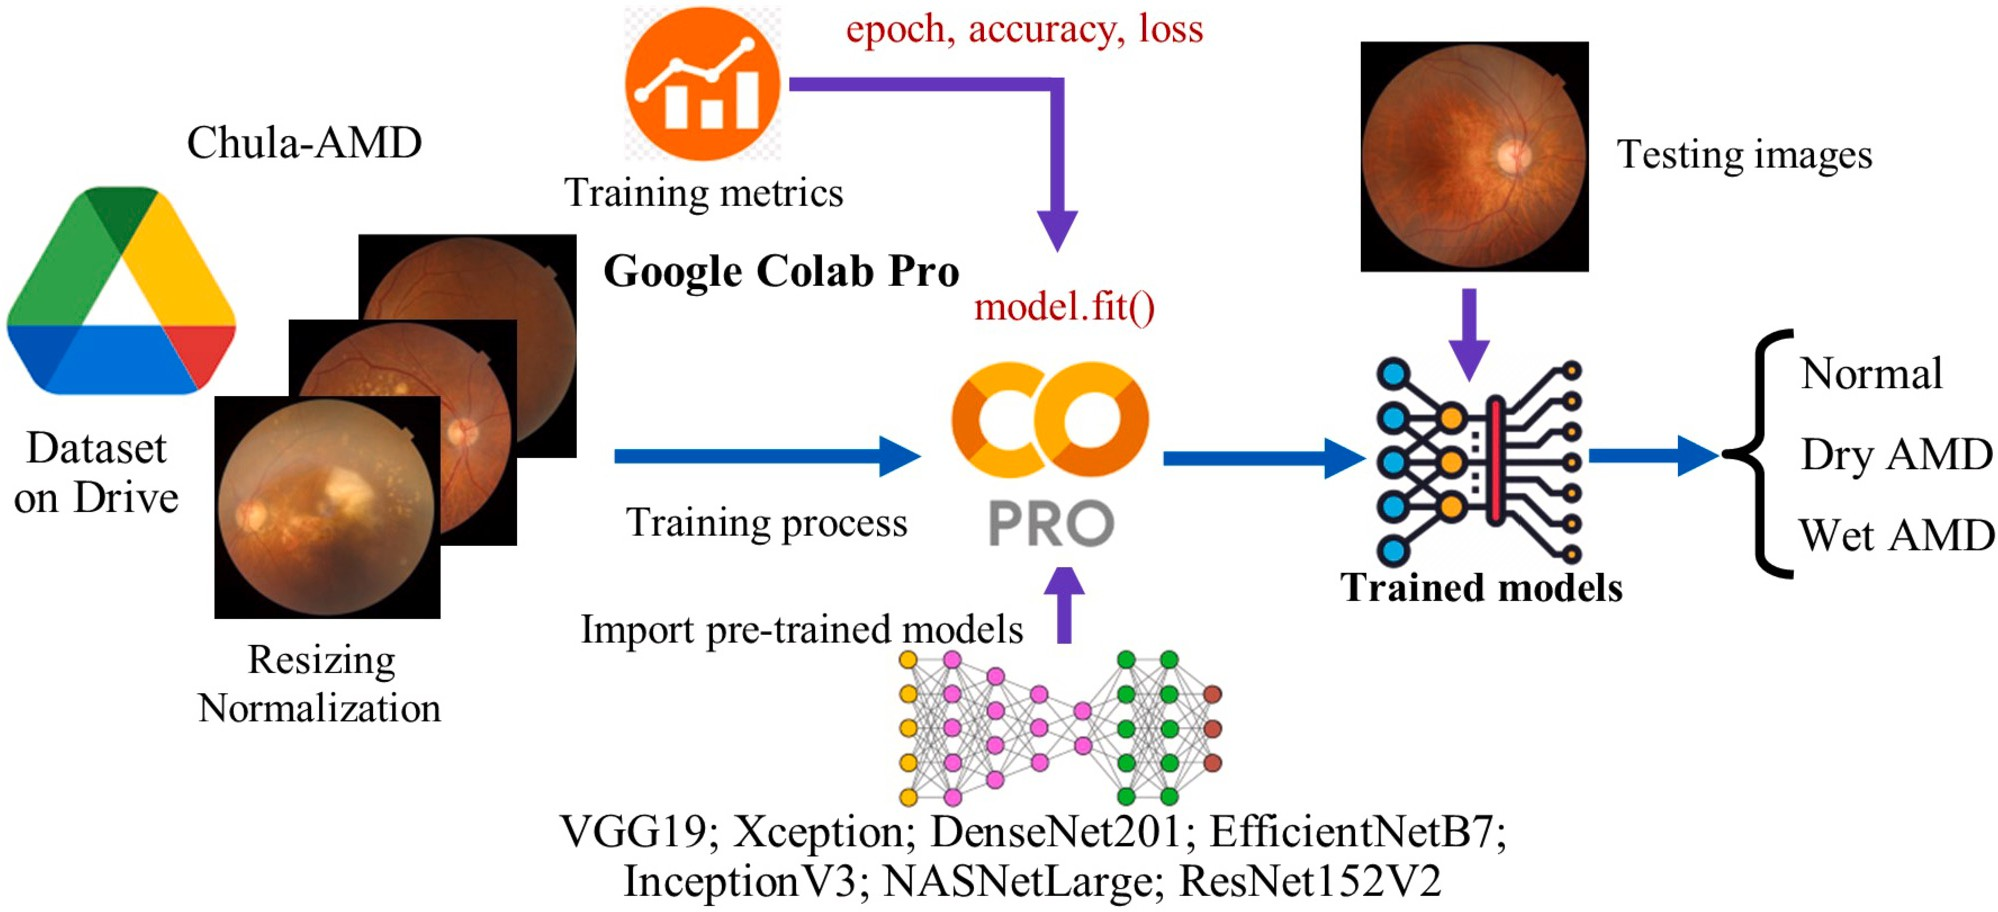 epoch, accuracy, loss
Chula-AMD
Training metrics
Testing images
Google Colab Pro
model.fit()
Normal
Dry AMD
Wet AMD
Dataset
on Drive
Training process
PRO
Trained models
Import pre-trained models
Resizing
Normalization
VGG19; Xception; DenseNet201; EfficientNetB7;
InceptionV3; NASNetLarge; ResNet152V2